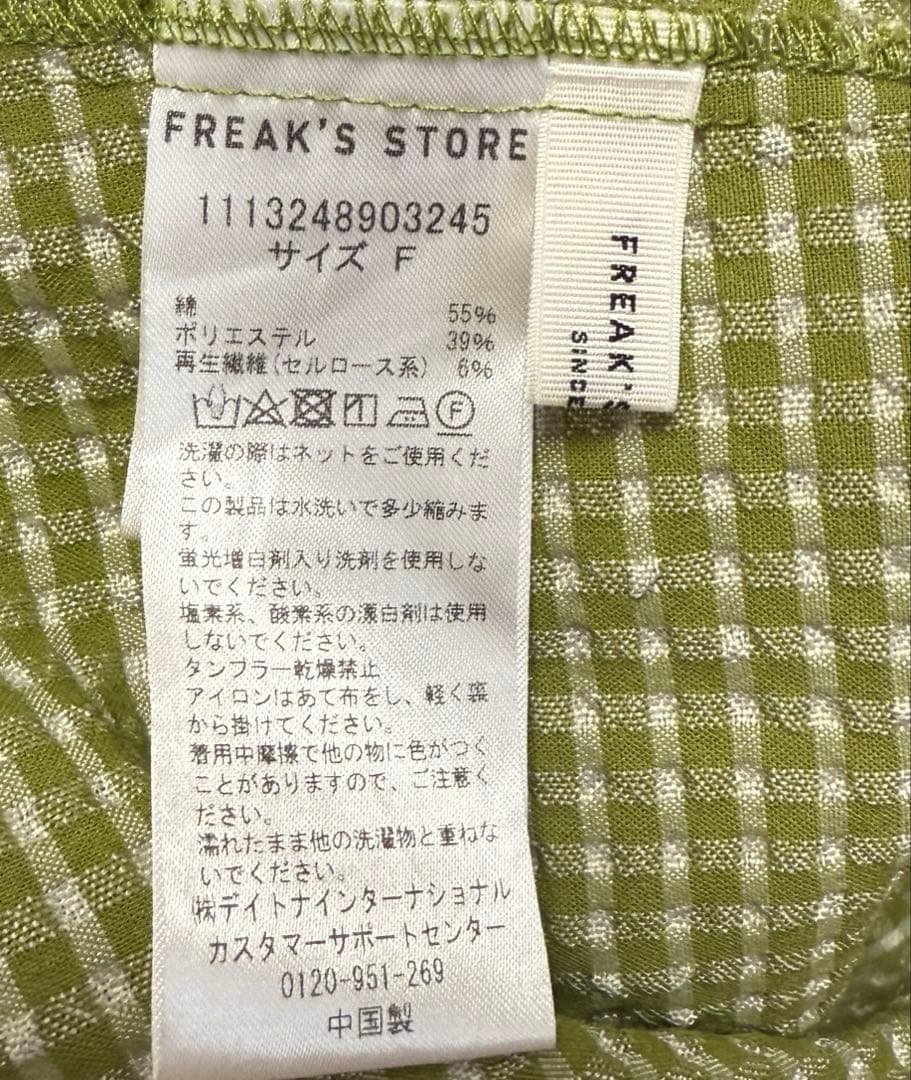 FREAK'S STORE
1113248903245
サイズ F
綿 55%
ポリエステル 39%
再生繊維(セルロース系) 6%
F
洗濯の際はネットをご使用くだ
さい。
この製品は水洗いで多少縮みま
す。
蛍光増白剤入り洗剤を使用しな
いでください。
塩素系、酸素系の漂白剤は使用
しないでください。
タンブラー乾燥禁止
アイロンはあて布をし、軽く裏
から掛けてください。
着用中摩擦で他の物に色がつく
ことがありますので、ご注意く
ださい。
濡れたまま他の洗濯物と重ねな
いでください。
㈱デイトナインターナショナル
カスタマーサポートセンター
0120-951-269
中国製
FREAK'S
SINCE